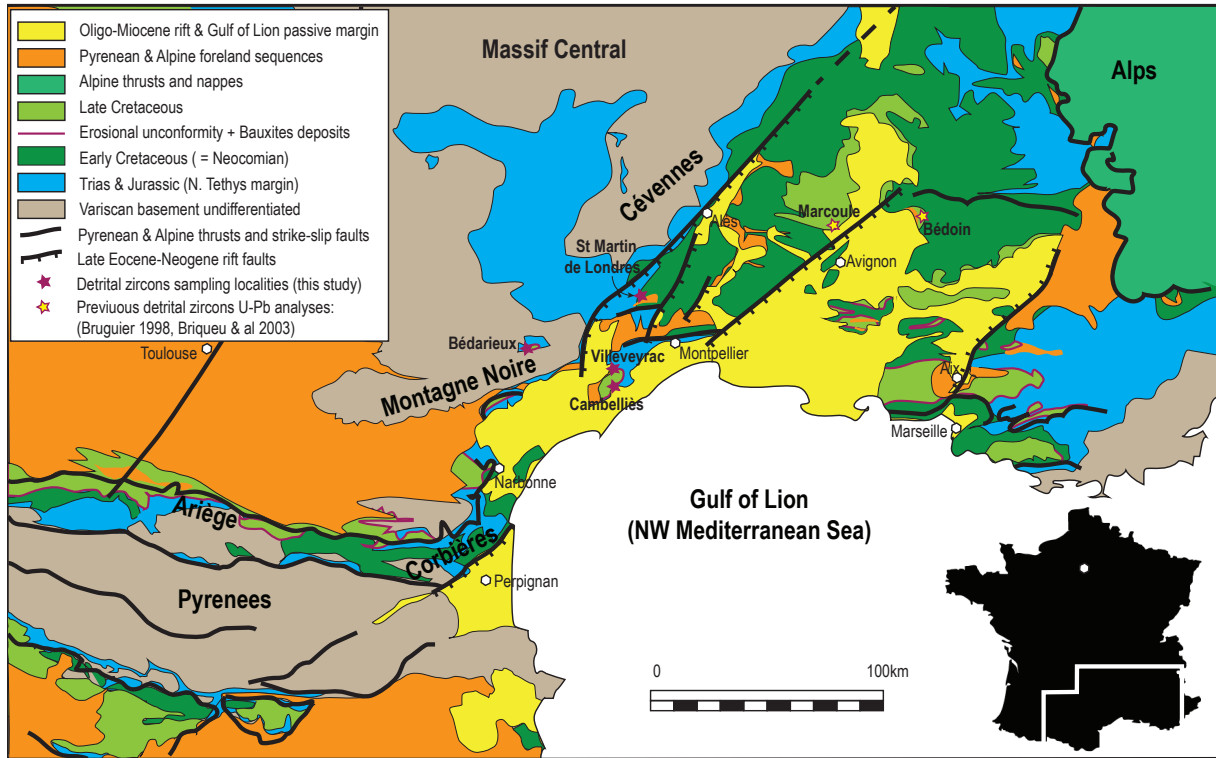 Oligo-Miocene rift & Gulf of Lion passive margin
Pyrenean & Alpine foreland sequences
Alpine thrusts and nappes
Late Cretaceous
Erosional unconformity + Bauxites deposits
Early Cretaceous ( = Neocomian)
Trias & Jurassic (N. Tethys margin)
Variscan basement undifferentiated
Pyrenean & Alpine thrusts and strike-slip faults
Late Eocene-Neogene rift faults
Detrital zircons sampling localities (this study)
Previuous detrital zircons U-Pb analyses:
(Bruguier 1998, Briqueu & al 2003)
Massif Central
Alps
Cévennes
Alès
Marcoule
Bédoin
St Martin
de Londres
Avignon
Toulouse
Bédarieux
Villeveyrac
Montpellier
Montagne Noire
Cambelliès
Aix
Marseille
Narbonne
Ariège
Corbières
Gulf of Lion
(NW Mediterranean Sea)
Perpignan
Pyrenees
0
100km